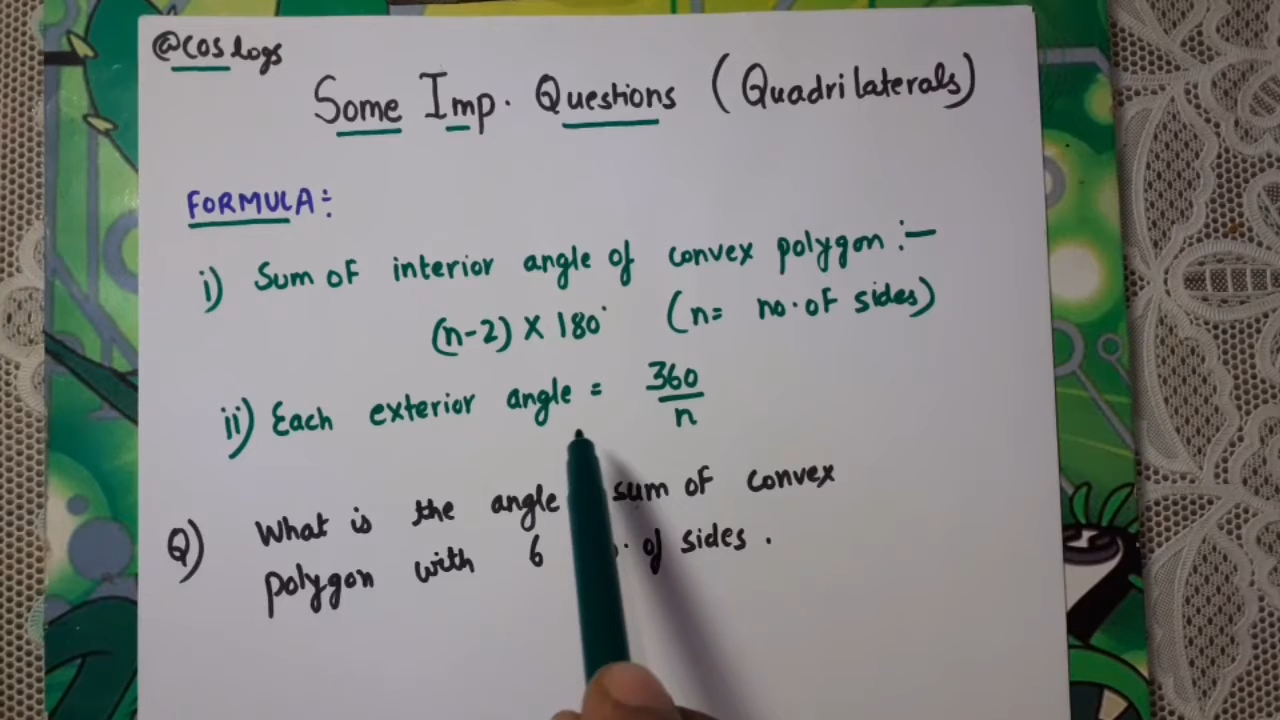 @cos logs
Some Imp. Questions (Quadrilaterals)
FORMULA:
i) Sum of interior angle of convex polygon :-
(n-2) X 180° (n= no. of sides)
ii) Each exterior angle = 360/n
Q) What is the angle sum of convex
polygon with 6 of sides.